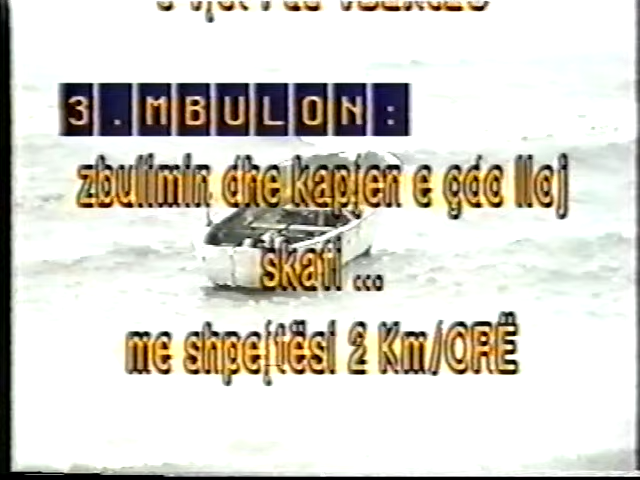 3.MBULON:
zbulimin dhe kapjen e çdo lloj
skafi ...
me shpejtësi 2 Km/ORË